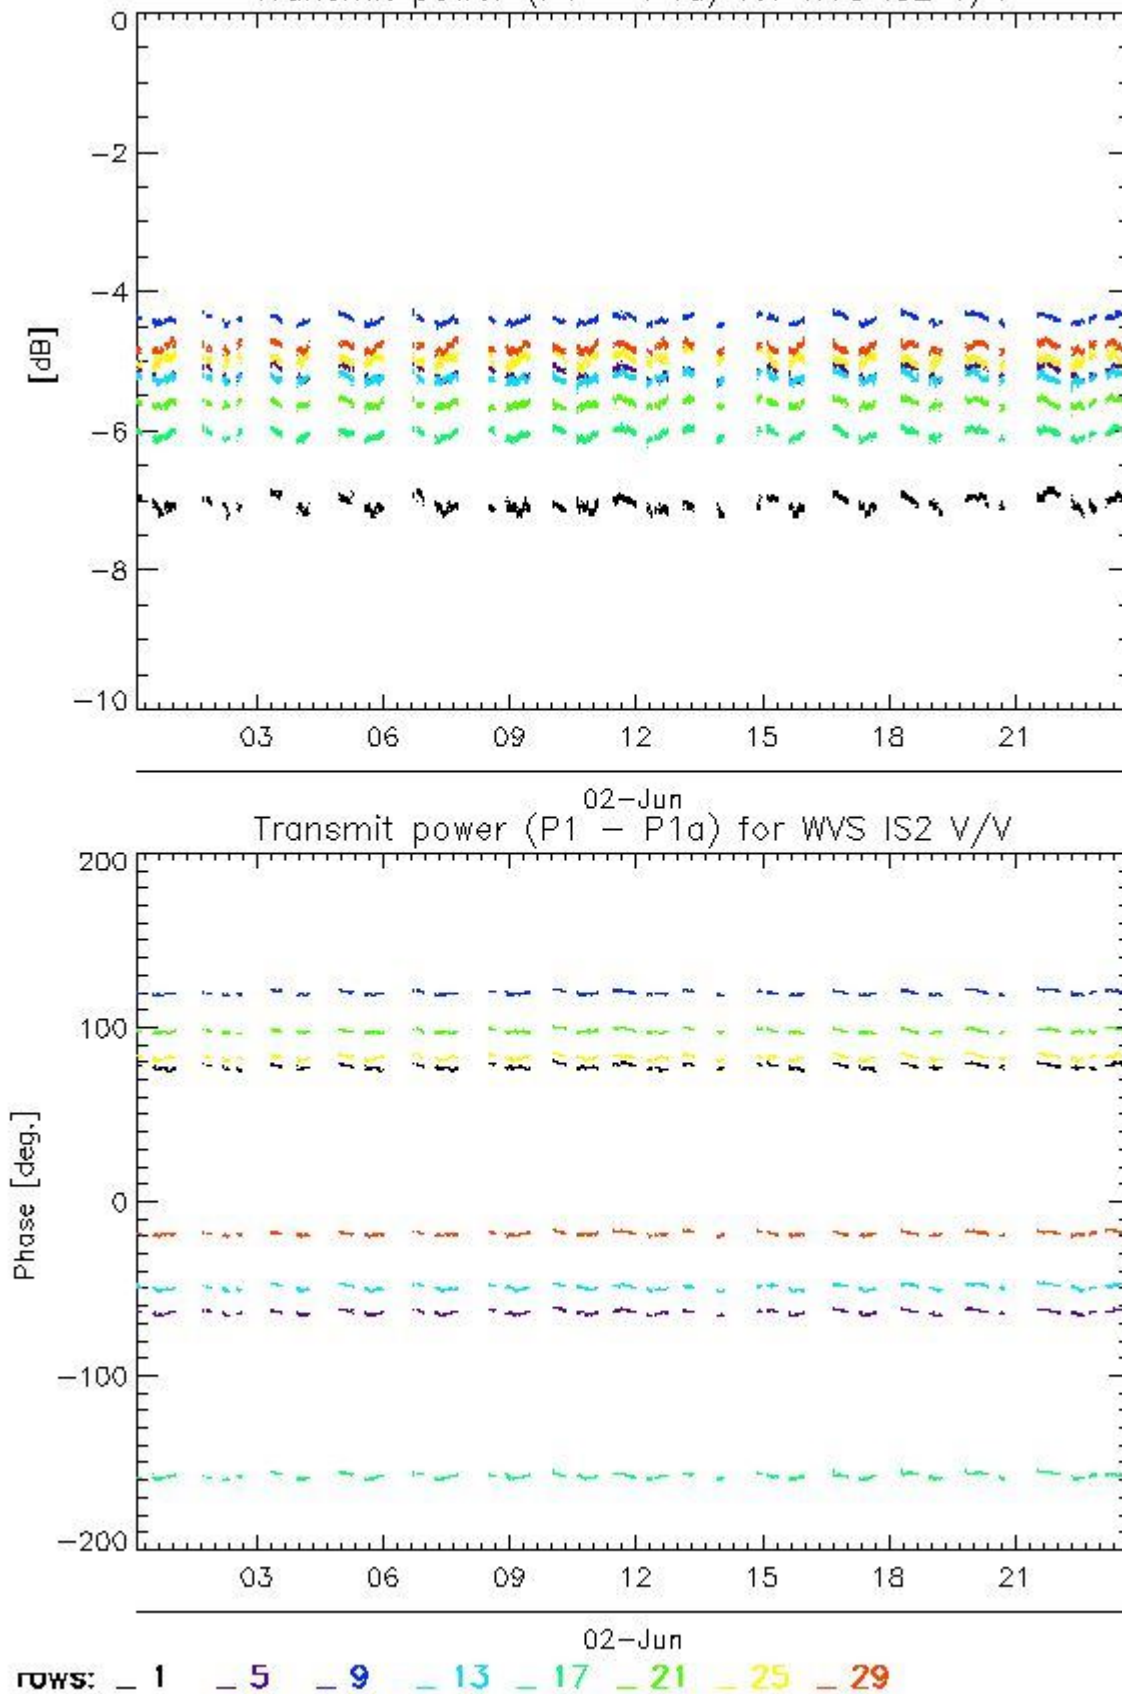 0
-2
-4
[dB]
-6
-8
-10
03 06 09 12 15 18 21
02-Jun
Transmit power (P1 - P1a) for WVS IS2 V/V
200
100
0
Phase [deg.]
-100
-200
03 06 09 12 15 18 21
02-Jun
rows: _ 1 _ 5 _ 9 _ 13 _ 17 _ 21 _ 25 _ 29